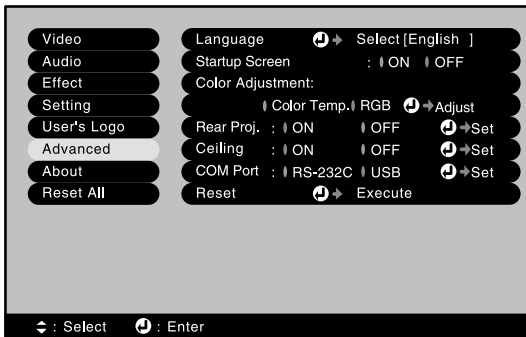 Video
Audio
Effect
Setting
User's Logo
Advanced
About
Reset All
Language Select [English ]
Startup Screen : ON OFF
Color Adjustment:
Color Temp. RGB Adjust
Rear Proj. : ON OFF Set
Ceiling : ON OFF Set
COM Port : RS-232C USB Set
Reset Execute
: Select : Enter